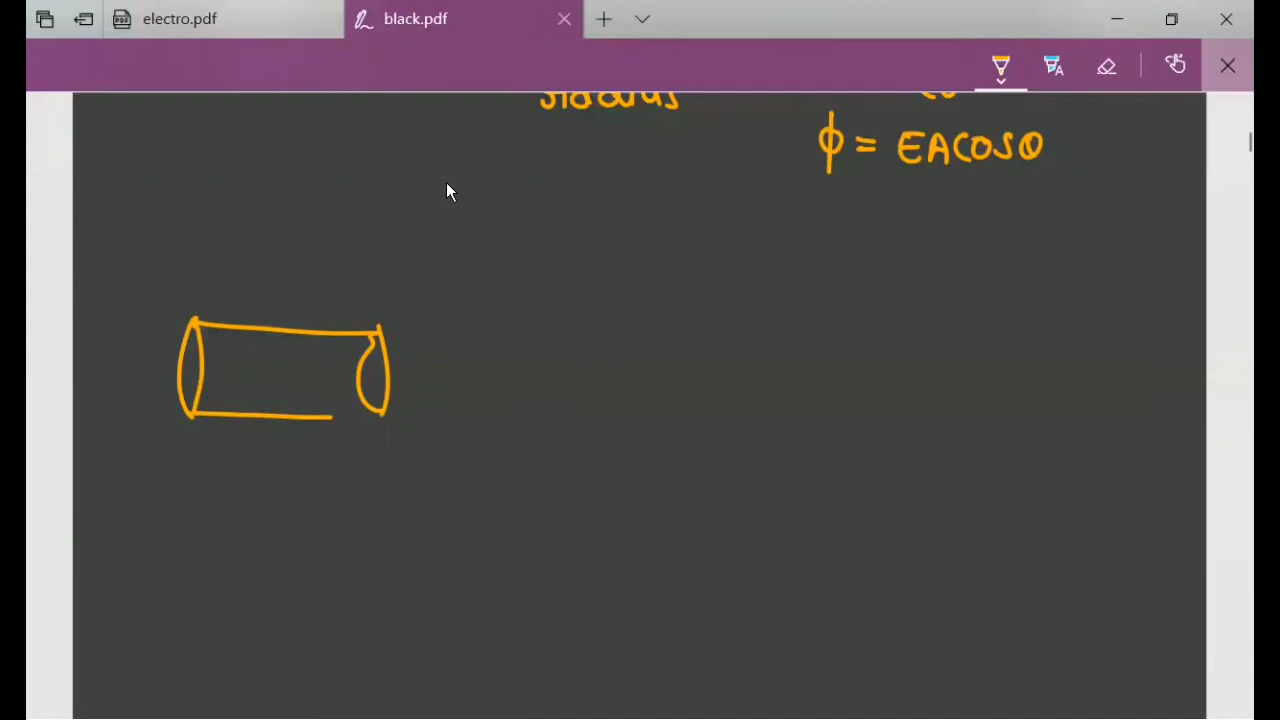 electro.pdf
black.pdf
Φ = EACOSθ